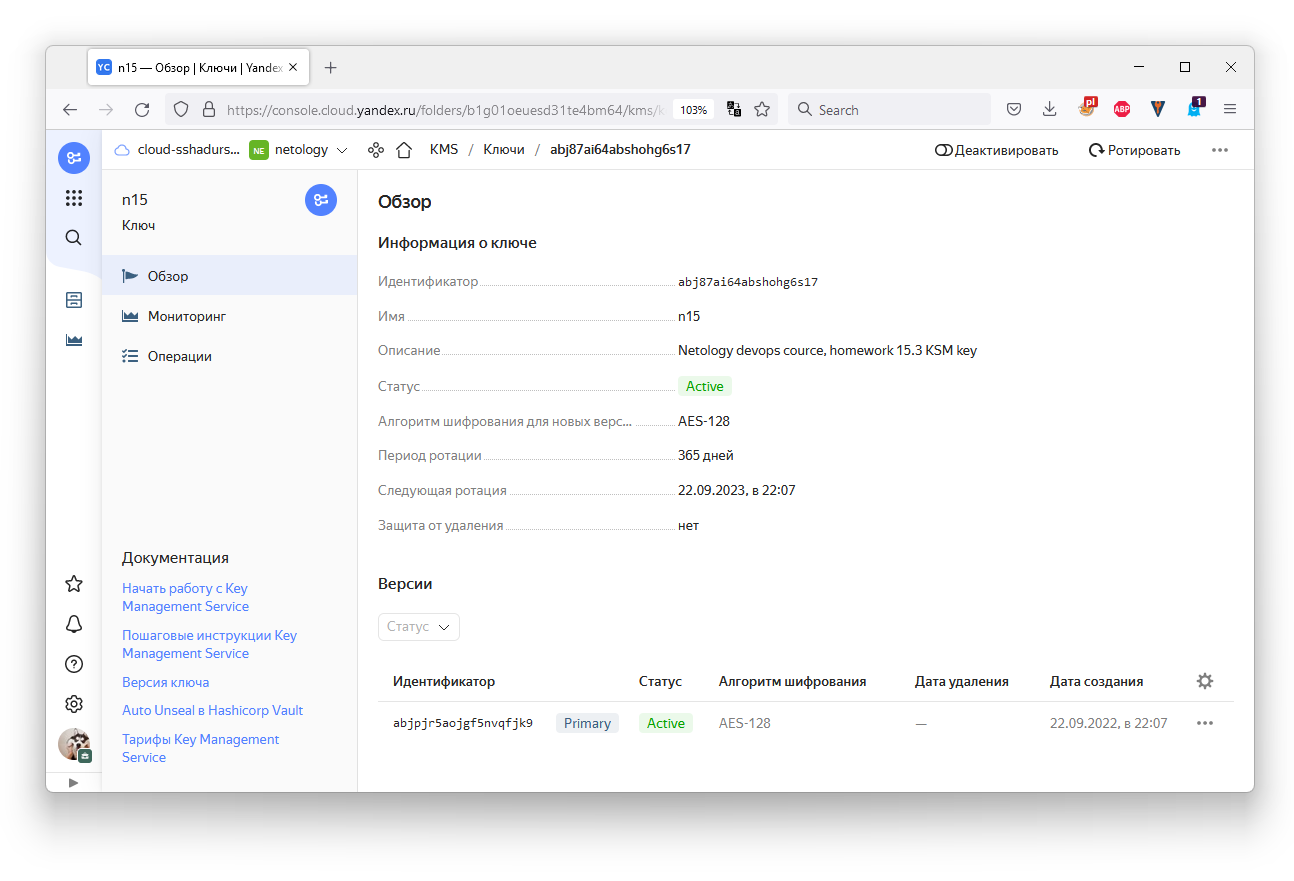 YC n15 — Обзор | Ключи | Yandex
https://console.cloud.yandex.ru/folders/b1g01oeuesd31te4bm64/kms/k
103%
Search
pl
ABP
1
cloud-sshadurs...
NE
netology
KMS / Ключи / abj87ai64abshohg6s17
Деактивировать
Ротировать
n15
Ключ
Обзор
Мониторинг
Операции
Документация
Начать работу с Key
Management Service
Пошаговые инструкции Key
Management Service
Версия ключа
Auto Unseal в Hashicorp Vault
Тарифы Key Management
Service
Обзор
Информация о ключе
Идентификатор abj87ai64abshohg6s17
Имя n15
Описание Netology devops cource, homework 15.3 KSM key
Статус Active
Алгоритм шифрования для новых верс... AES-128
Период ротации 365 дней
Следующая ротация 22.09.2023, в 22:07
Защита от удаления нет
Версии
Статус
Идентификатор Статус Алгоритм шифрования Дата удаления Дата создания
abjpjr5aojgf5nvqfjk9 Primary Active AES-128 — 22.09.2022, в 22:07